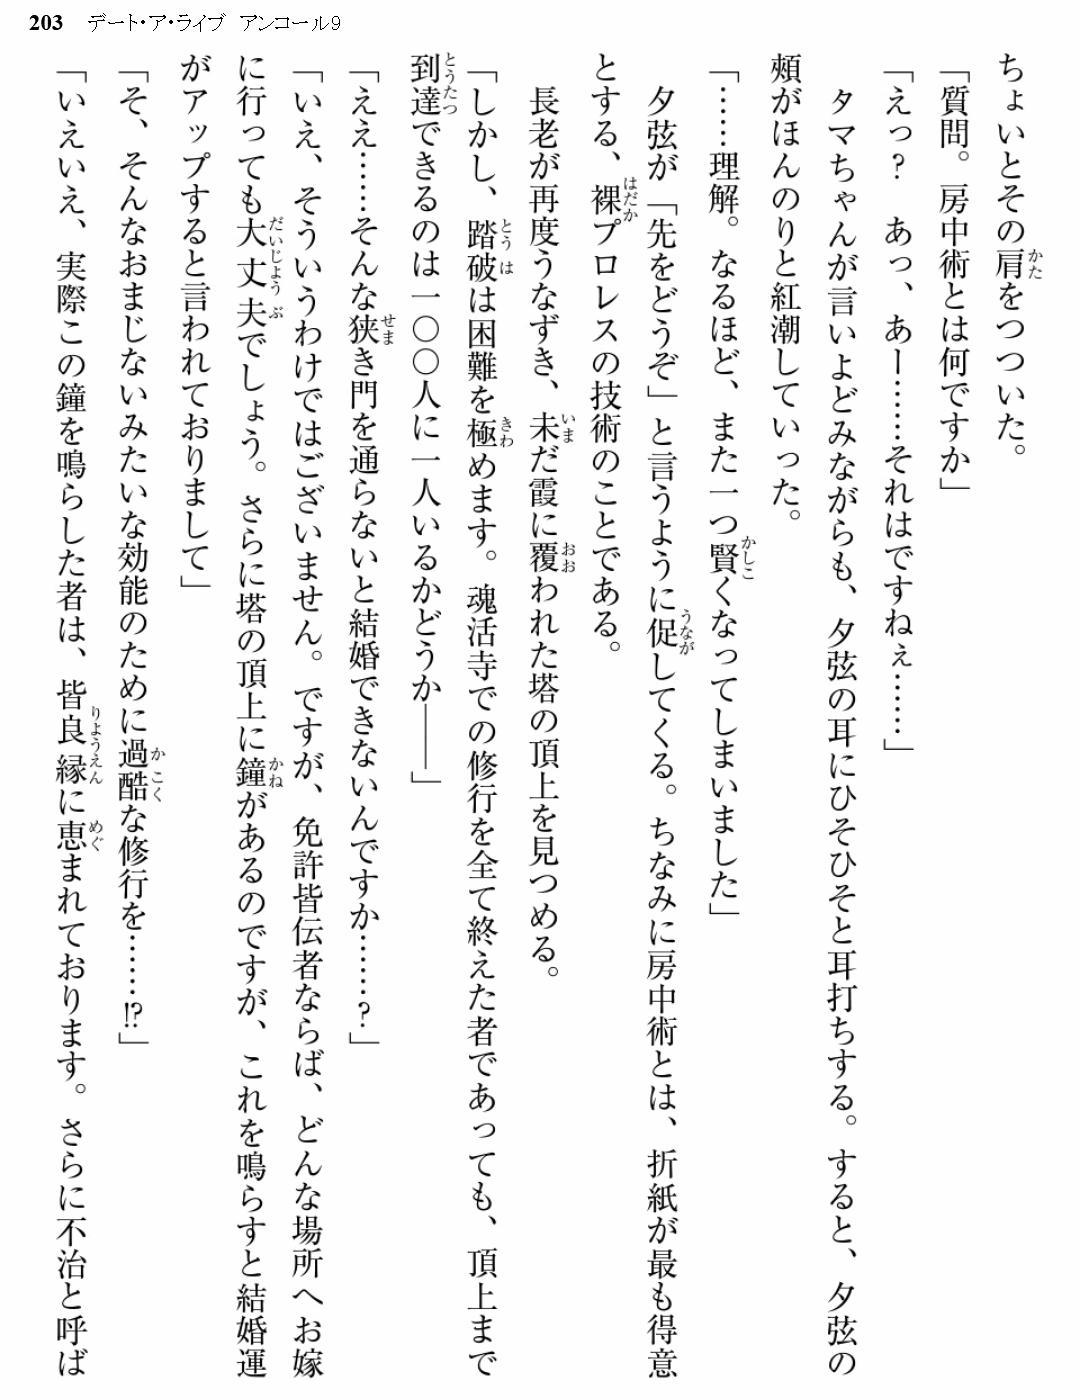 203 デート・ア・ライブ アンコール9
ちょいとその肩をつついた。
「質問。房中術とは何ですか」
「えっ? あっ、あー……それはですねぇ……」
タマちゃんが言いよどみながらも、夕弦の耳にひそひそと耳打ちする。すると、夕弦の
頰がほんのりと紅潮していった。
「……理解。なるほど、また一つ賢くなってしまいました」
夕弦が「先をどうぞ」と言うように促してくる。ちなみに房中術とは、折紙が最も得意
とする、裸プロレスの技術のことである。
長老が再度うなずき、未だ霞に覆われた塔の頂上を見つめる。
「しかし、踏破は困難を極めます。魂活寺での修行を全て終えた者であっても、頂上まで
到達できるのは一〇〇人に一人いるかどうか――」
「ええ……そんな狭き門を通らないと結婚できないんですか……?」
「いえ、そういうわけではございません。ですが、免許皆伝者ならば、どんな場所へお嫁
に行っても大丈夫でしょう。さらに塔の頂上に鐘があるのですが、これを鳴らすと結婚運
がアップすると言われておりまして」
「そ、そんなおまじないみたいな効能のために過酷な修行を……!?」
「いえいえ、実際この鐘を鳴らした者は、皆良縁に恵まれております。さらに不治と呼ば